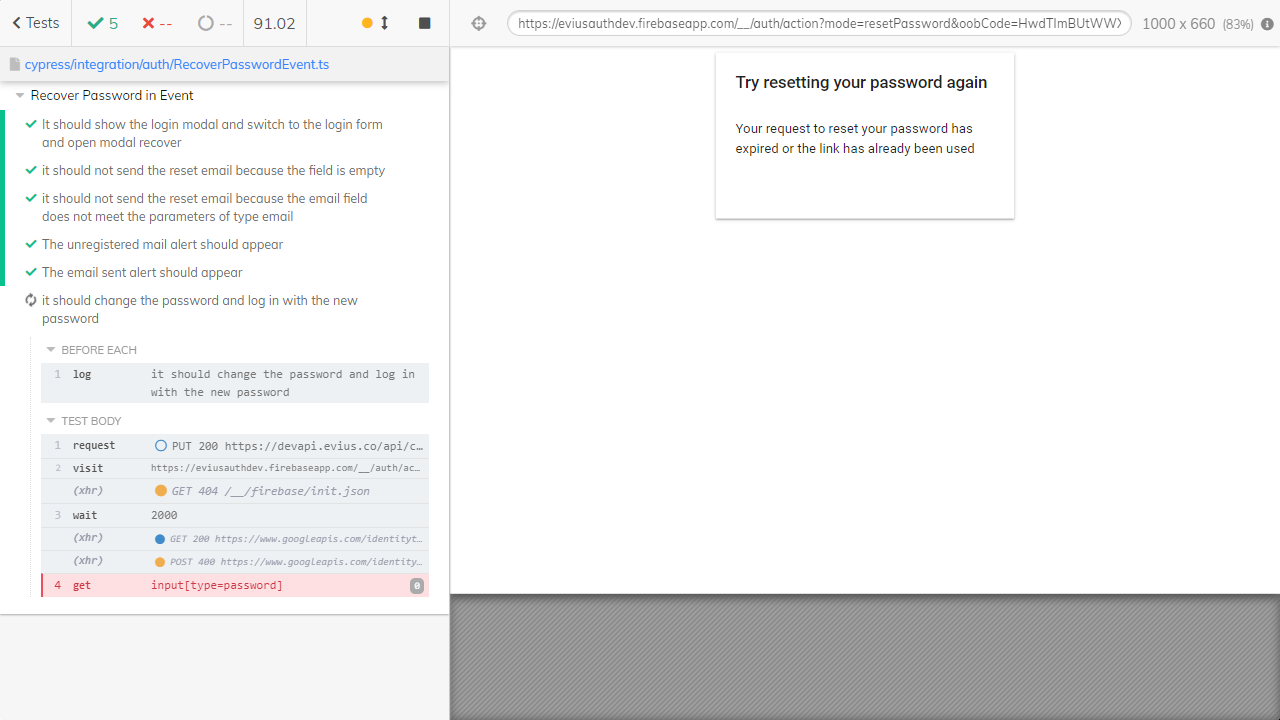 Tests
5
--
--
91.02
https://eviusauthdev.firebaseapp.com/__/auth/action?mode=resetPassword&oobCode=HwdTlmBUtWWX
1000 x 660 (83%)
cypress/integration/auth/RecoverPasswordEvent.ts
Recover Password in Event
It should show the login modal and switch to the login form
and open modal recover
it should not send the reset email because the field is empty
it should not send the reset email because the email field
does not meet the parameters of type email
The unregistered mail alert should appear
The email sent alert should appear
it should change the password and log in with the new
password
BEFORE EACH
1 log it should change the password and log in
with the new password
TEST BODY
1 request PUT 200 https://devapi.evius.co/api/c…
2 visit https://eviusauthdev.firebaseapp.com/__/auth/ac…
(xhr) GET 404 /__/firebase/init.json
3 wait 2000
(xhr) GET 200 https://www.googleapis.com/identityt…
(xhr) POST 400 https://www.googleapis.com/identity…
4 get input[type=password] 0
Try resetting your password again
Your request to reset your password has
expired or the link has already been used